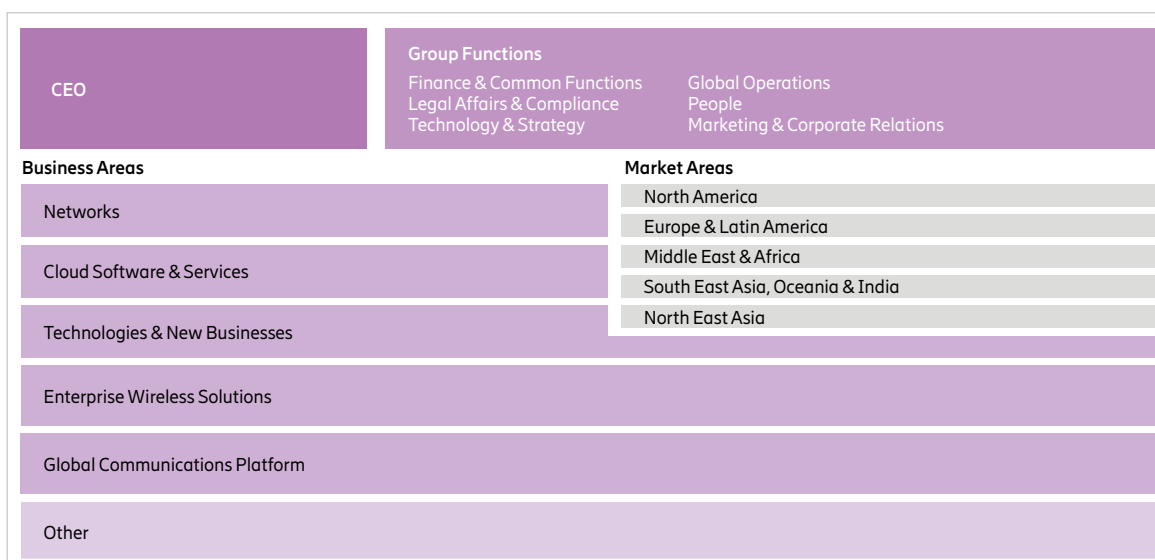 CEO
Group Functions
Finance & Common Functions
Legal Affairs & Compliance
Technology & Strategy
Global Operations
People
Marketing & Corporate Relations
Business Areas
Networks
Cloud Software & Services
Technologies & New Businesses
Enterprise Wireless Solutions
Global Communications Platform
Other
Market Areas
North America
Europe & Latin America
Middle East & Africa
South East Asia, Oceania & India
North East Asia